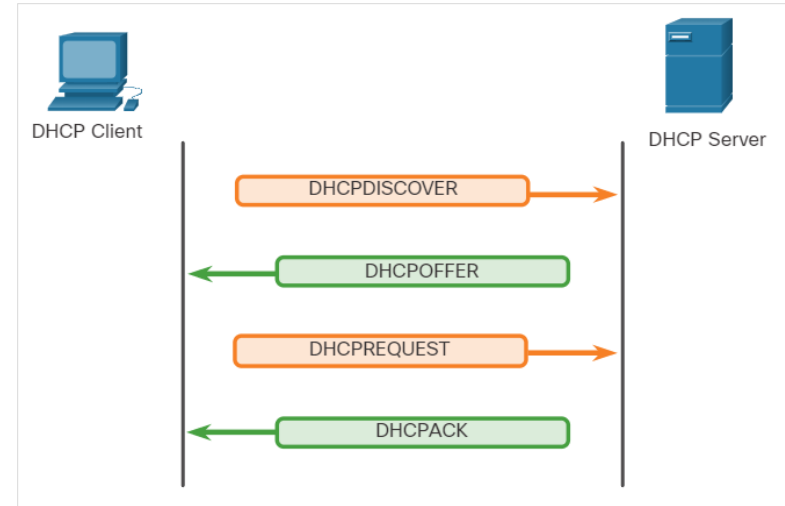 DHCP Client
DHCP Server
DHCPDISCOVER
DHCPOFFER
DHCPREQUEST
DHCPACK